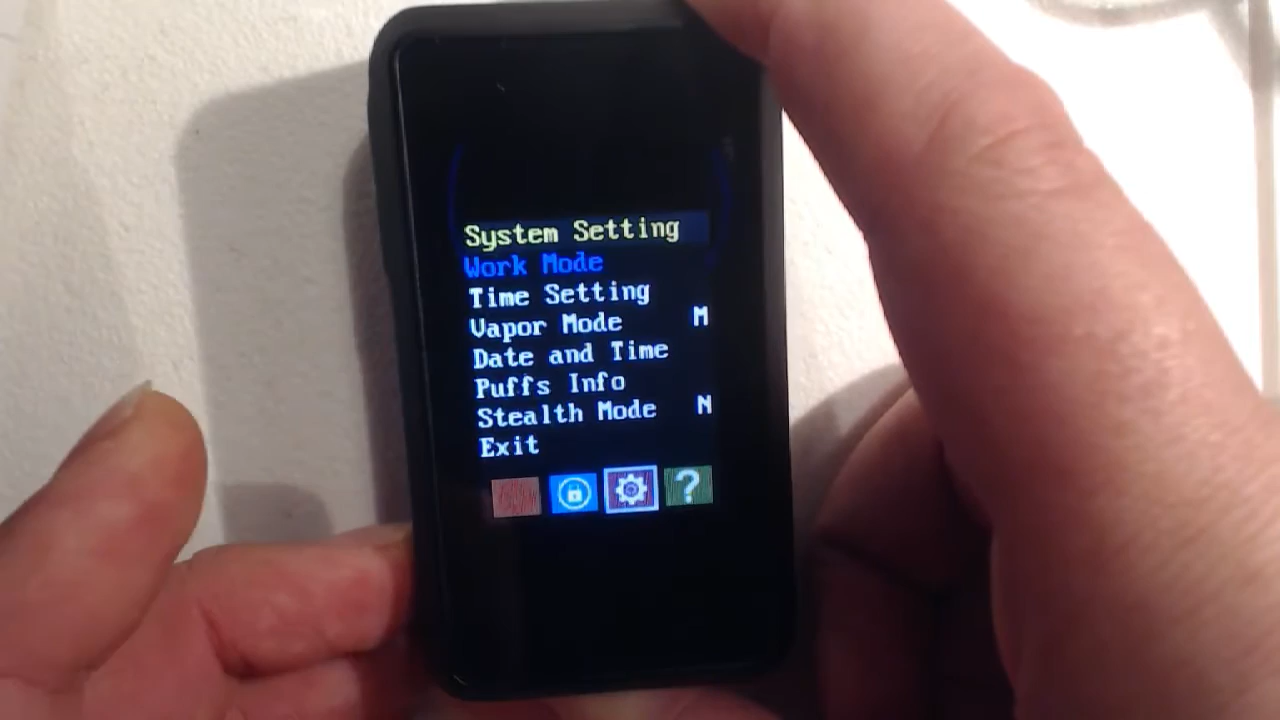 System Setting
Work Mode
Time Setting
Vapor Mode M
Date and Time
Puffs Info
Stealth Mode N
Exit
?